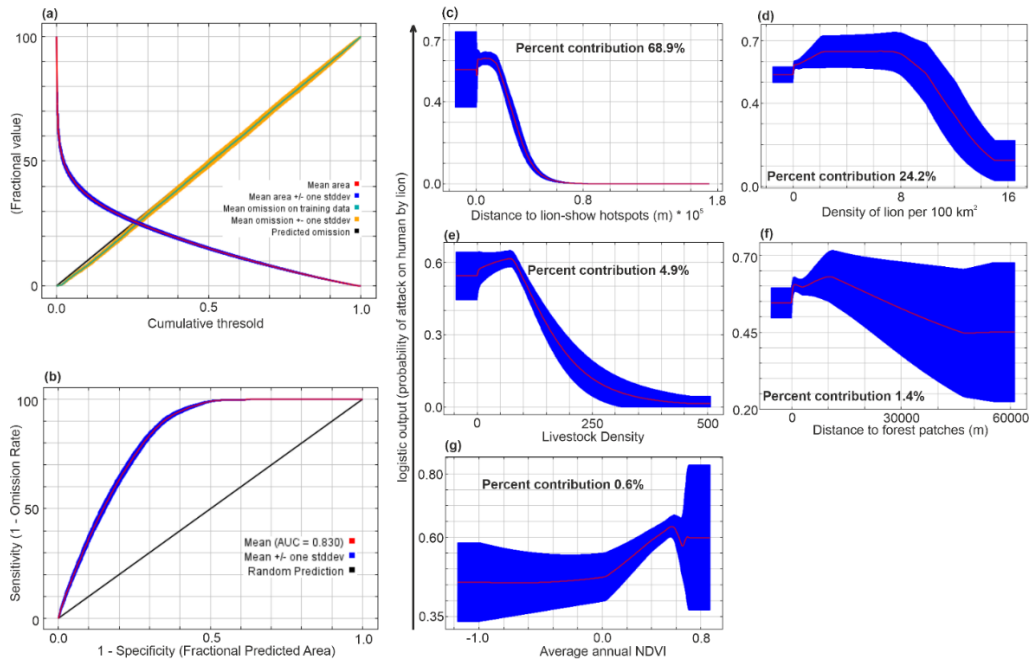 (a)
100
50
0
(Fractional value)
Mean area
Mean area +/- one stddev
Mean omission on training data
Mean omission +- one stddev
Predicted omission
0.0
0.5
1.0
Cumulative thresold
(b)
100
50
0
Sensitivity (1 - Omission Rate)
Mean (AUC = 0.830)
Mean +/- one stddev
Random Prediction
0.0
0.5
1.0
1 - Specificity (Fractional Predicted Area)
logistic output (probability of attack on human by lion)
(c)
0.7
0.4
0.0
Percent contribution 68.9%
0.0
1.8
Distance to lion-show hotspots (m) * 10⁵
(d)
0.7
0.4
0.0
Percent contribution 24.2%
0
8
16
Density of lion per 100 km²
(e)
0.6
0.3
0.0
Percent contribution 4.9%
0
250
500
Livestock Density
(f)
0.70
0.45
0.20
Percent contribution 1.4%
0
30000
60000
Distance to forest patches (m)
(g)
0.80
0.60
0.35
Percent contribution 0.6%
-1.0
0.0
0.8
Average annual NDVI